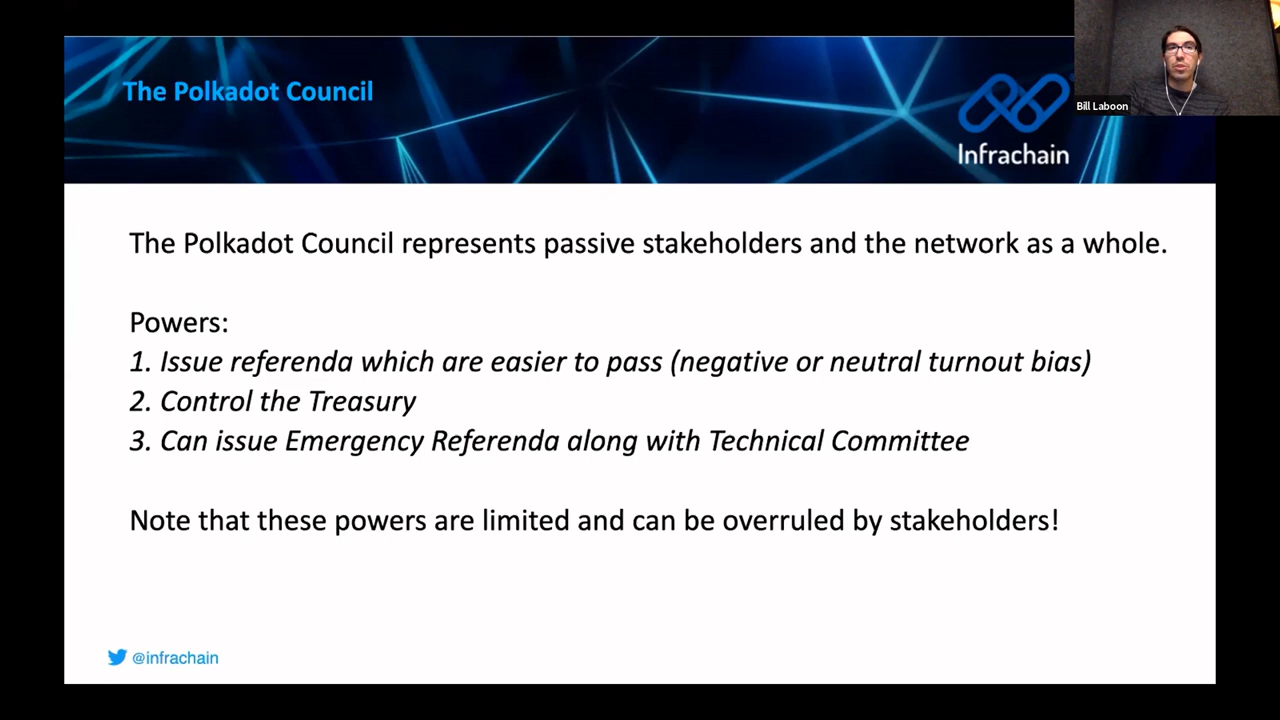 The Polkadot Council
Infrachain
Bill Laboon
The Polkadot Council represents passive stakeholders and the network as a whole.
Powers:
1. Issue referenda which are easier to pass (negative or neutral turnout bias)
2. Control the Treasury
3. Can issue Emergency Referenda along with Technical Committee
Note that these powers are limited and can be overruled by stakeholders!
@infrachain